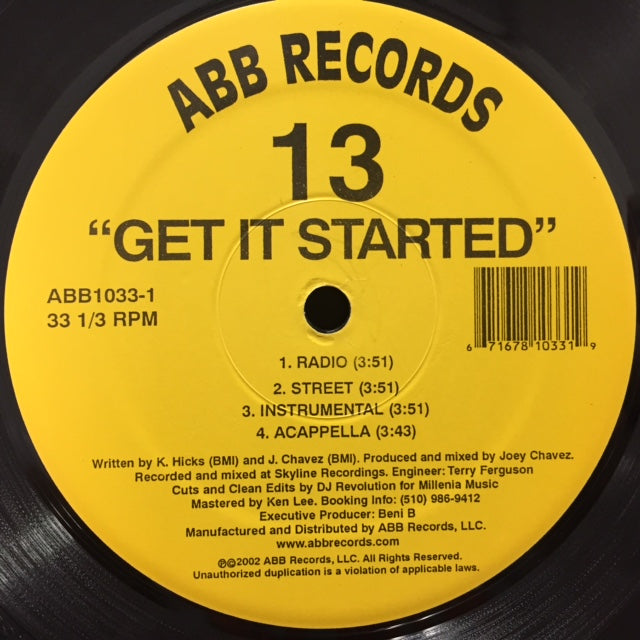 ABB RECORDS
13
"GET IT STARTED"
ABB1033-1
33 1/3 RPM
6 71678 10331 9
1. RADIO (3:51)
2. STREET (3:51)
3. INSTRUMENTAL (3:51)
4. ACAPPELLA (3:43)
Written by K. Hicks (BMI) and J. Chavez (BMI). Produced and mixed by Joey Chavez.
Recorded and mixed at Skyline Recordings. Engineer: Terry Ferguson
Cuts and Clean Edits by DJ Revolution for Millenia Music
Mastered by Ken Lee. Booking Info: (510) 986-9412
Executive Producer: Beni B
Manufactured and Distributed by ABB Records, LLC.
www.abbrecords.com
℗©2002 ABB Records, LLC. All Rights Reserved.
Unauthorized duplication is a violation of applicable laws.